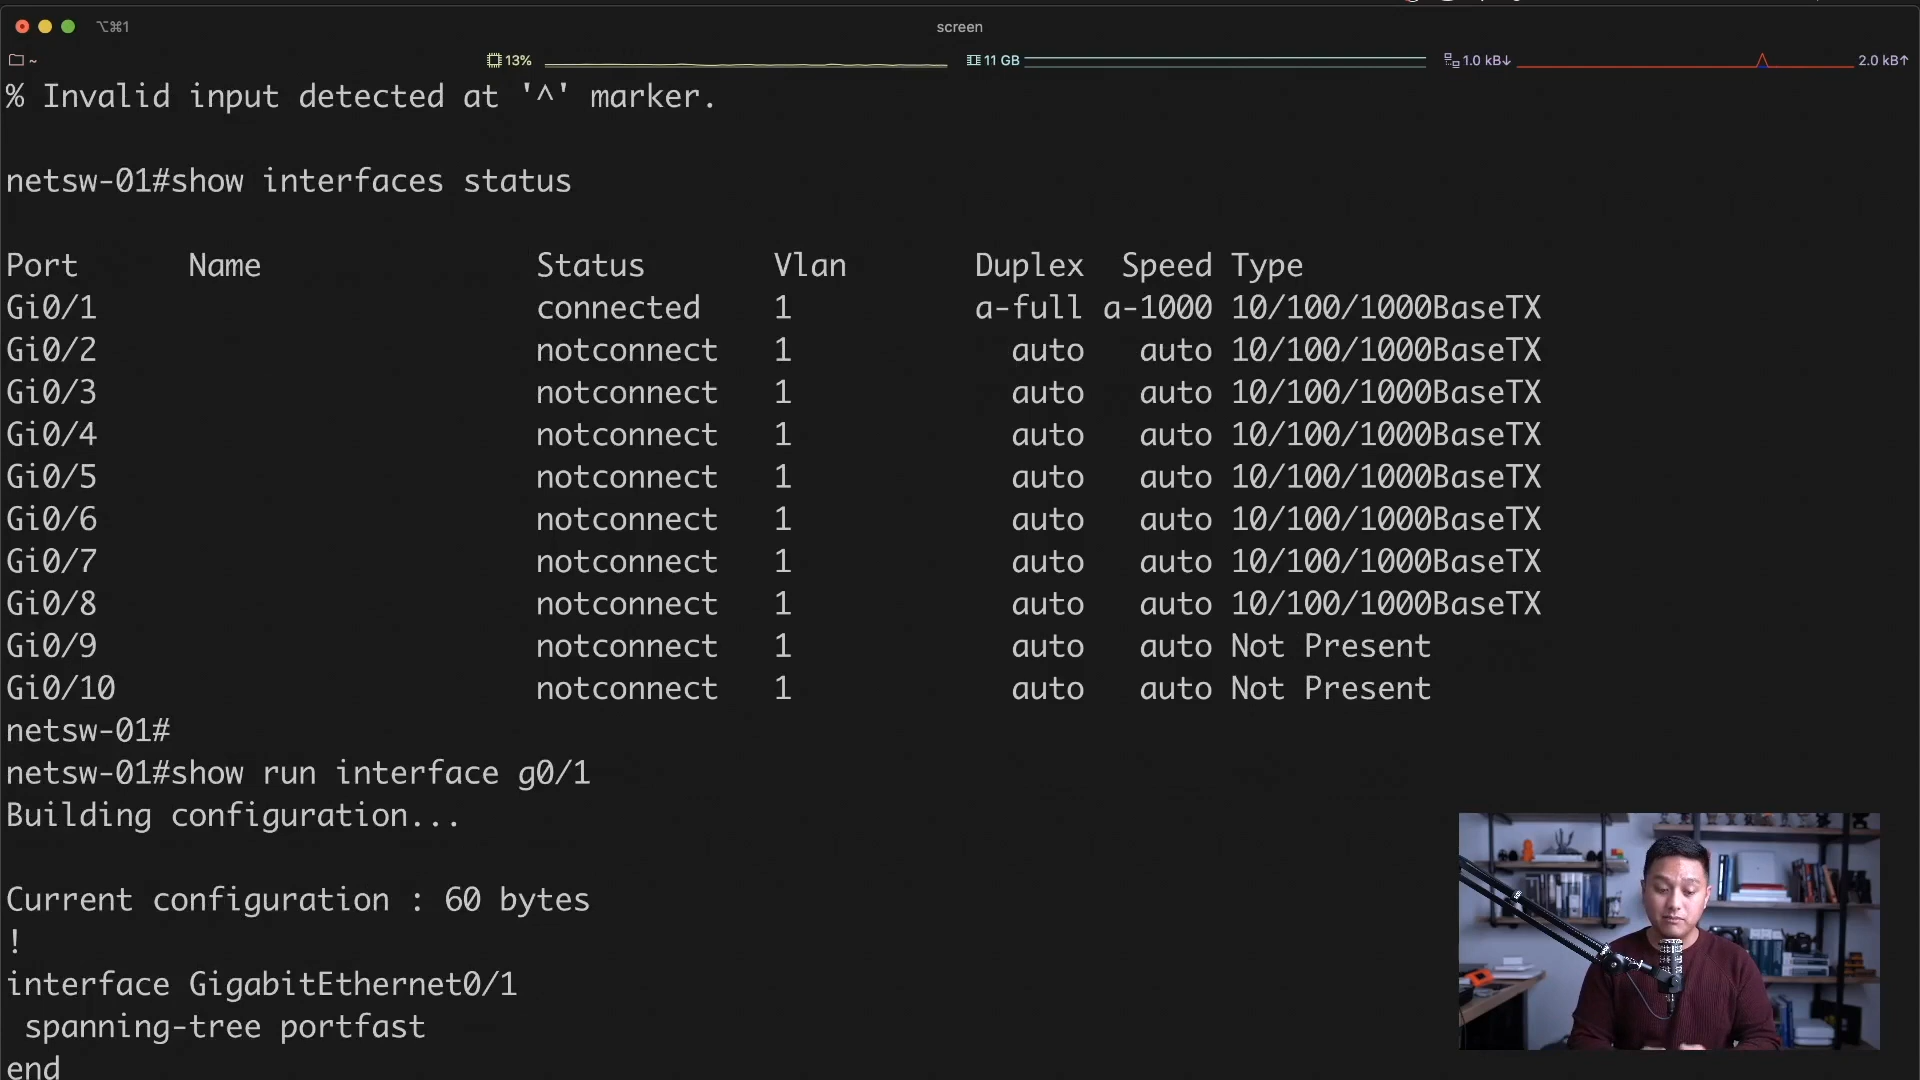 ⌥⌘1
screen
~
13%
11 GB
1.0 kB↓
2.0 kB↑
% Invalid input detected at '^' marker.
netsw-01#show interfaces status
Port Name Status Vlan Duplex Speed Type
Gi0/1 connected 1 a-full a-1000 10/100/1000BaseTX
Gi0/2 notconnect 1 auto auto 10/100/1000BaseTX
Gi0/3 notconnect 1 auto auto 10/100/1000BaseTX
Gi0/4 notconnect 1 auto auto 10/100/1000BaseTX
Gi0/5 notconnect 1 auto auto 10/100/1000BaseTX
Gi0/6 notconnect 1 auto auto 10/100/1000BaseTX
Gi0/7 notconnect 1 auto auto 10/100/1000BaseTX
Gi0/8 notconnect 1 auto auto 10/100/1000BaseTX
Gi0/9 notconnect 1 auto auto Not Present
Gi0/10 notconnect 1 auto auto Not Present
netsw-01#
netsw-01#show run interface g0/1
Building configuration...
Current configuration : 60 bytes
!
interface GigabitEthernet0/1
spanning-tree portfast
end